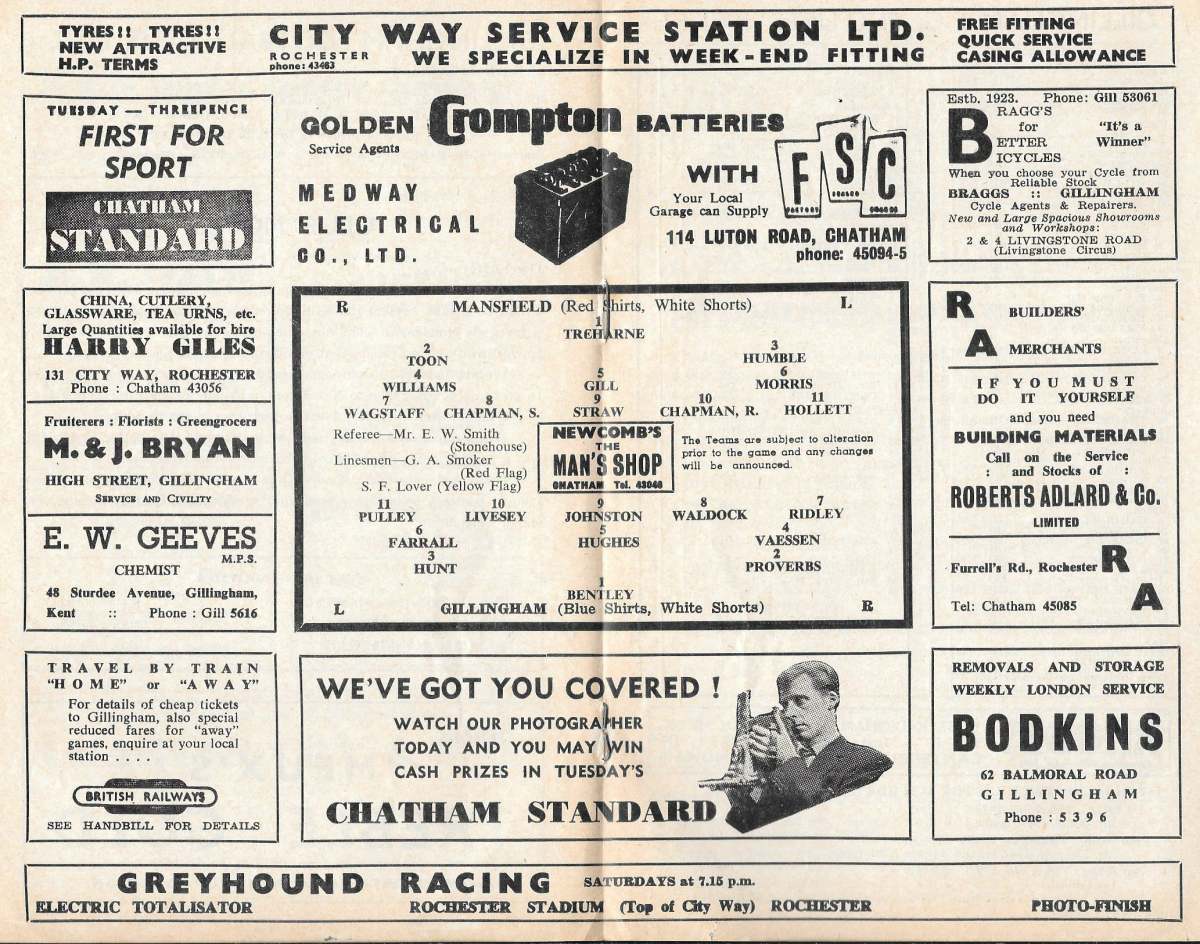 TYRES!! TYRES!!
NEW ATTRACTIVE
H.P. TERMS
CITY WAY SERVICE STATION LTD.
ROCHESTER
phone: 43463
WE SPECIALIZE IN WEEK-END FITTING
FREE FITTING
QUICK SERVICE
CASING ALLOWANCE
TUESDAY — THREEPENCE
FIRST FOR
SPORT
CHATHAM
STANDARD
GOLDEN Crompton BATTERIES
Service Agents
MEDWAY
ELECTRICAL
CO., LTD.
WITH
FSC
FACTORY SEALED CHARGE
Your Local
Garage can Supply
114 LUTON ROAD, CHATHAM
phone: 45094-5
Estb. 1923. Phone: Gill 53061
BRAGG'S
for
BETTER
BICYCLES
"It's a
Winner"
When you choose your Cycle from
Reliable Stock
BRAGGS :: GILLINGHAM
Cycle Agents & Repairers.
New and Large Spacious Showrooms
and Workshops:
2 & 4 LIVINGSTONE ROAD
(Livingstone Circus)
CHINA, CUTLERY,
GLASSWARE, TEA URNS, etc.
Large Quantities available for hire
HARRY GILES
131 CITY WAY, ROCHESTER
Phone : Chatham 43056
Fruiterers : Florists : Greengrocers
M. & J. BRYAN
HIGH STREET, GILLINGHAM
SERVICE AND CIVILITY
E. W. GEEVES
M.P.S.
CHEMIST
48 Sturdee Avenue, Gillingham,
Kent :: Phone : Gill 5616
R MANSFIELD (Red Shirts, White Shorts) L
1
TREHARNE
2 3
TOON HUMBLE
4 5 6
WILLIAMS GILL MORRIS
7 8 9 10 11
WAGSTAFF CHAPMAN, S. STRAW CHAPMAN, R. HOLLETT
Referee—Mr. E. W. Smith
(Stonehouse)
Linesmen—G. A. Smoker
(Red Flag)
S. F. Lover (Yellow Flag)
NEWCOMB'S
THE
MAN'S SHOP
CHATHAM Tel. 43046
The Teams are subject to alteration
prior to the game and any changes
will be announced.
11 10 9 8 7
PULLEY LIVESEY JOHNSTON WALDOCK RIDLEY
6 5 4
FARRALL HUGHES VAESSEN
3 2
HUNT PROVERBS
1
BENTLEY
L GILLINGHAM (Blue Shirts, White Shorts) R
R
A
BUILDERS'
MERCHANTS
IF YOU MUST
DO IT YOURSELF
and you need
BUILDING MATERIALS
Call on the Service
: and Stocks of :
ROBERTS ADLARD & Co.
LIMITED
Furrell's Rd., Rochester R
Tel: Chatham 45085 A
TRAVEL BY TRAIN
"HOME" or "AWAY"
For details of cheap tickets
to Gillingham, also special
reduced fares for "away"
games, enquire at your local
station . . . .
BRITISH RAILWAYS
SEE HANDBILL FOR DETAILS
WE'VE GOT YOU COVERED !
WATCH OUR PHOTOGRAPHER
TODAY AND YOU MAY WIN
CASH PRIZES IN TUESDAY'S
CHATHAM STANDARD
REMOVALS AND STORAGE
WEEKLY LONDON SERVICE
BODKINS
62 BALMORAL ROAD
GILLINGHAM
Phone : 5396
GREYHOUND RACING SATURDAYS at 7.15 p.m.
ELECTRIC TOTALISATOR ROCHESTER STADIUM (Top of City Way) ROCHESTER PHOTO-FINISH